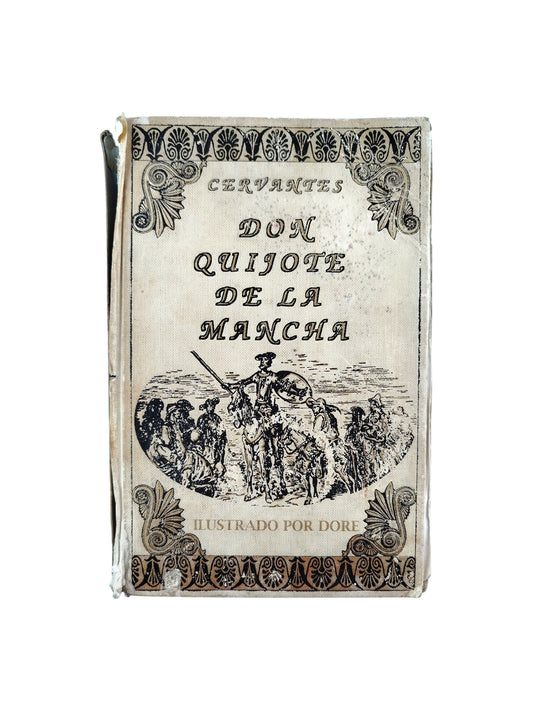 CERVANTES
DON
QUIJOTE
DE LA
MANCHA
ILUSTRADO POR DORE